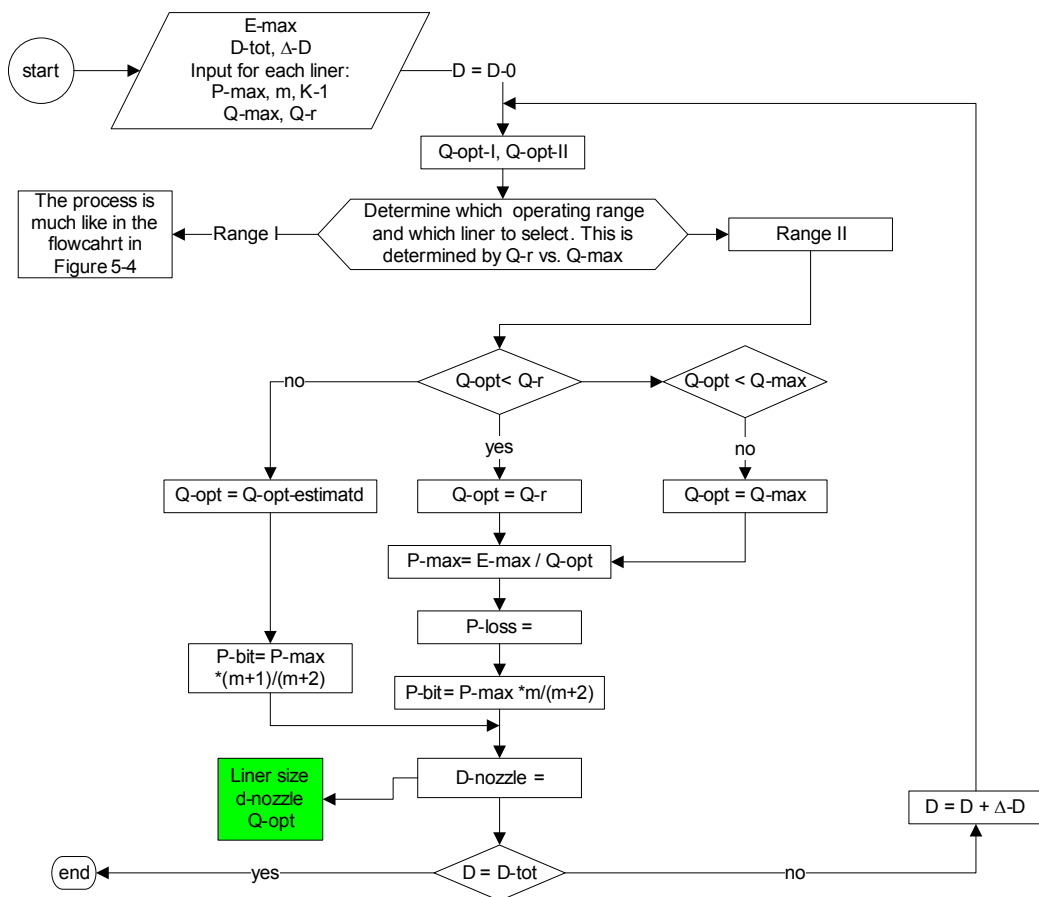 start
E-max
D-tot, Δ-D
Input for each liner:
P-max, m, K-1
Q-max, Q-r
D = D-0
Q-opt-I, Q-opt-II
The process is
much like in the
flowcahrt in
Figure 5-4
Range I
Determine which operating range
and which liner to select. This is
determined by Q-r vs. Q-max
Range II
no
Q-opt< Q-r
Q-opt < Q-max
yes
no
Q-opt = Q-opt-estimatd
Q-opt = Q-r
Q-opt = Q-max
P-max= E-max / Q-opt
P-loss =
P-bit= P-max
*(m+1)/(m+2)
P-bit= P-max *m/(m+2)
Liner size
d-nozzle
Q-opt
D-nozzle =
D = D + Δ-D
end
yes
D = D-tot
no